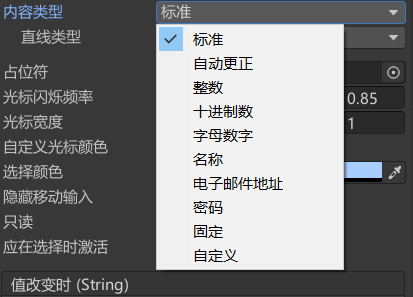 内容类型 标准
直线类型
标准
自动更正
整数
十进制数
字母数字
名称
电子邮件地址
密码
固定
自定义
占位符
光标闪烁频率 0.85
光标宽度 1
自定义光标颜色
选择颜色
隐藏移动输入
只读
应在选择时激活
值改变时 (String)